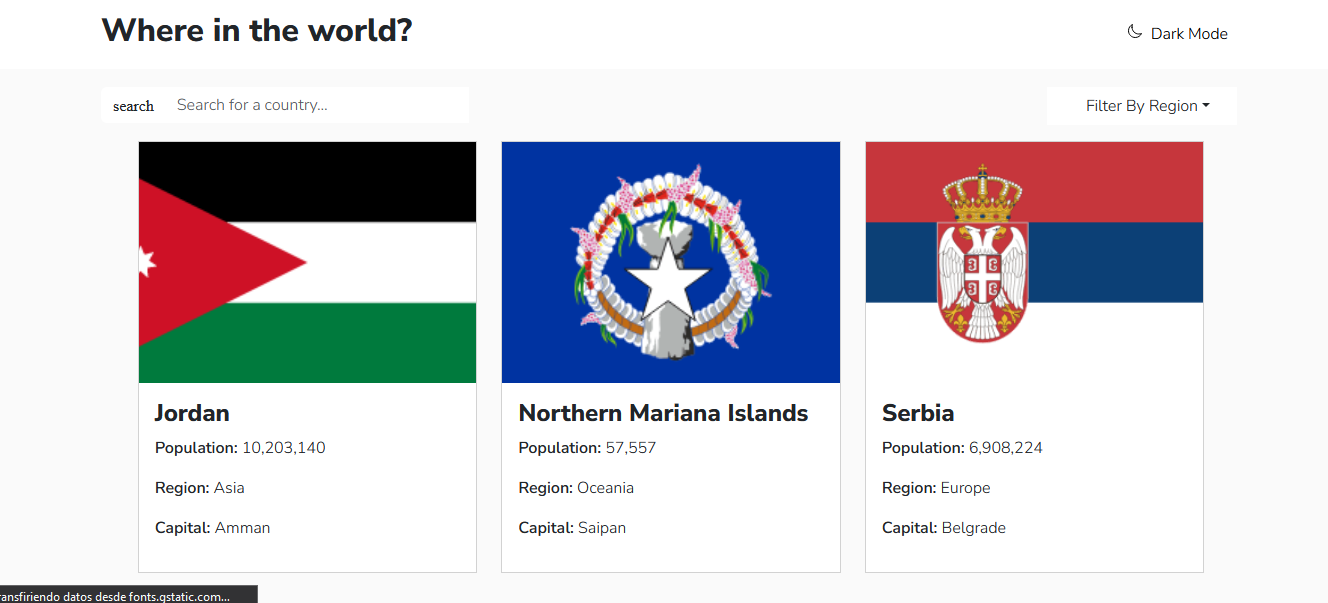 Where in the world?
Dark Mode
search Search for a country...
Filter By Region
Jordan
Population: 10,203,140
Region: Asia
Capital: Amman
Northern Mariana Islands
Population: 57,557
Region: Oceania
Capital: Saipan
Serbia
Population: 6,908,224
Region: Europe
Capital: Belgrade
ransfiriendo datos desde fonts.gstatic.com...